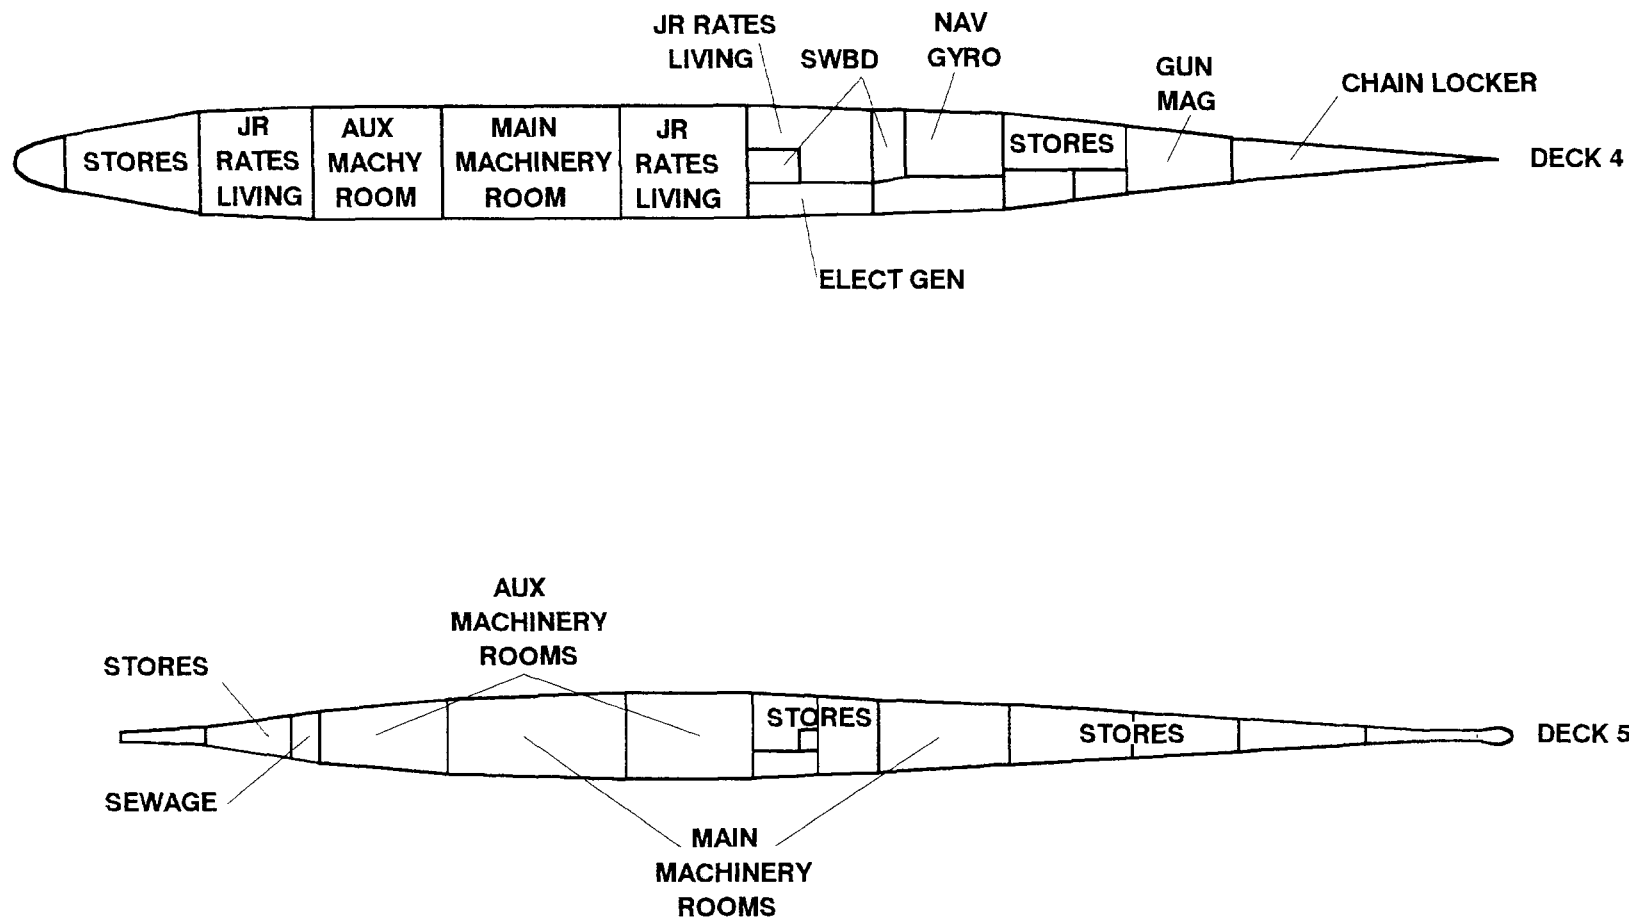 JR RATES
LIVING
SWBD
NAV
GYRO
GUN
MAG
CHAIN LOCKER
STORES
JR
RATES
LIVING
AUX
MACHY
ROOM
MAIN
MACHINERY
ROOM
JR
RATES
LIVING
STORES
DECK 4
ELECT GEN
AUX
MACHINERY
ROOMS
STORES
STORES
STORES
DECK 5
SEWAGE
MAIN
MACHINERY
ROOMS